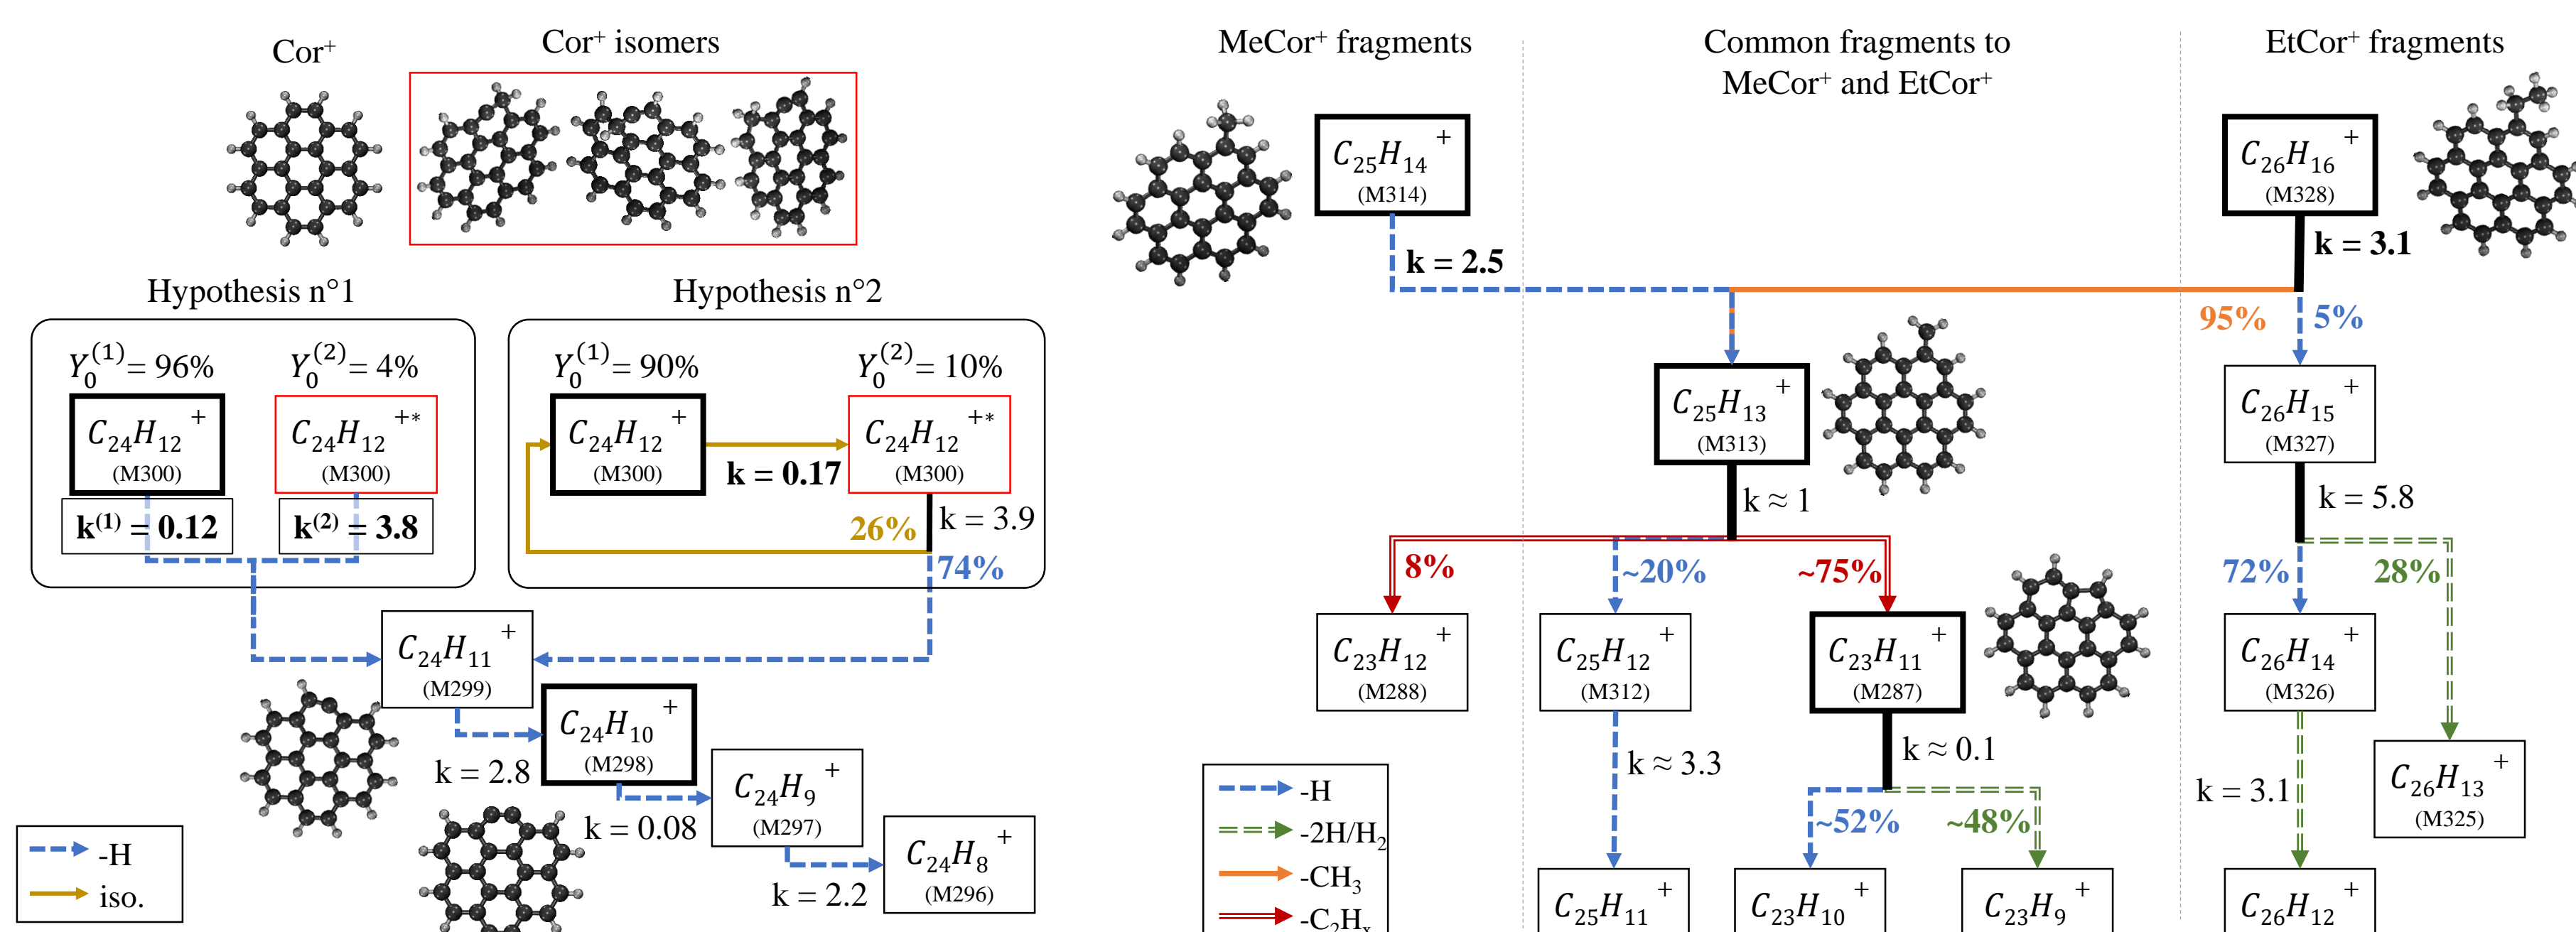 Cor⁺
Cor⁺ isomers
Hypothesis n°1
Hypothesis n°2
Y₀⁽¹⁾= 96%
Y₀⁽²⁾= 4%
C₂₄H₁₂ ⁺
(M300)
C₂₄H₁₂ ⁺*
(M300)
k⁽¹⁾ = 0.12
k⁽²⁾ = 3.8
Y₀⁽¹⁾= 90%
Y₀⁽²⁾= 10%
C₂₄H₁₂ ⁺
(M300)
k = 0.17
C₂₄H₁₂ ⁺*
(M300)
26%
k = 3.9
74%
C₂₄H₁₁ ⁺
(M299)
k = 2.8
C₂₄H₁₀ ⁺
(M298)
k = 0.08
C₂₄H₉ ⁺
(M297)
k = 2.2
C₂₄H₈ ⁺
(M296)
-H
iso.
MeCor⁺ fragments
Common fragments to
MeCor⁺ and EtCor⁺
EtCor⁺ fragments
C₂₅H₁₄ ⁺
(M314)
k = 2.5
C₂₆H₁₆ ⁺
(M328)
k = 3.1
95%
5%
C₂₅H₁₃ ⁺
(M313)
k ≈ 1
C₂₆H₁₅ ⁺
(M327)
k = 5.8
8%
~20%
~75%
72%
28%
C₂₃H₁₂ ⁺
(M288)
C₂₅H₁₂ ⁺
(M312)
C₂₃H₁₁ ⁺
(M287)
C₂₆H₁₄ ⁺
(M326)
k ≈ 3.3
k ≈ 0.1
k = 3.1
C₂₆H₁₃ ⁺
(M325)
~52%
~48%
C₂₅H₁₁ ⁺
C₂₃H₁₀ ⁺
C₂₃H₉ ⁺
C₂₆H₁₂ ⁺
-H
-2H/H₂
-CH₃
-C₂Hₓ